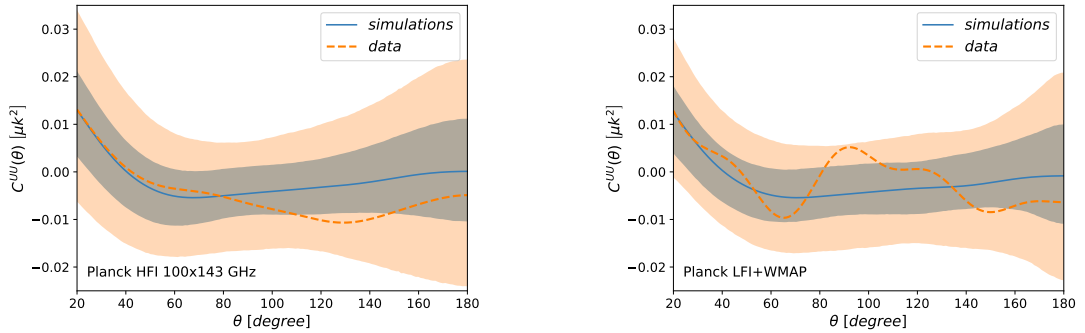 0.03
0.02
0.01
0.00
−0.01
−0.02
C^{UU}(θ) [μk²]
simulations
data
Planck HFI 100x143 GHz
20 40 60 80 100 120 140 160 180
θ [degree]
0.03
0.02
0.01
0.00
−0.01
−0.02
C^{UU}(θ) [μk²]
simulations
data
Planck LFI+WMAP
20 40 60 80 100 120 140 160 180
θ [degree]